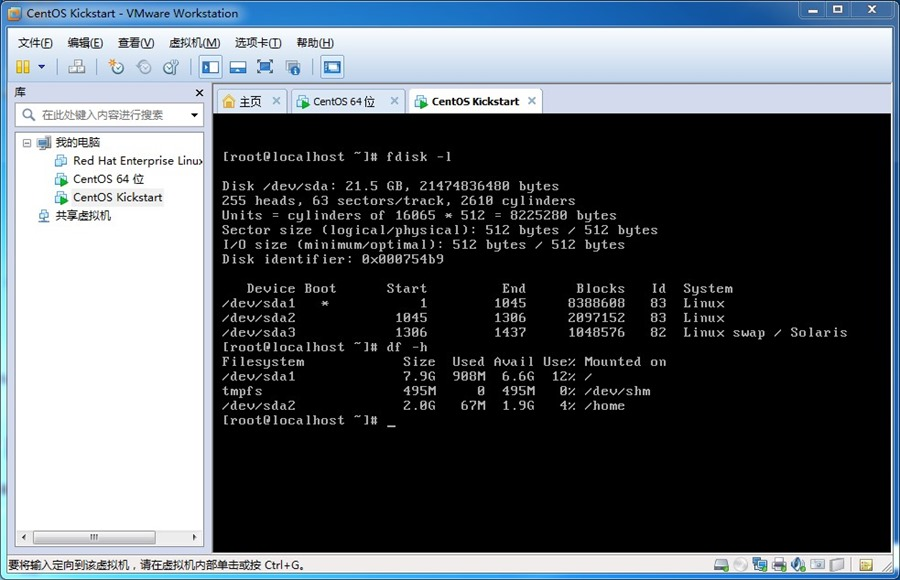 CentOS Kickstart - VMware Workstation
文件(F) 编辑(E) 查看(V) 虚拟机(M) 选项卡(T) 帮助(H)
库
在此处键入内容进行搜索
我的电脑
Red Hat Enterprise Linux
CentOS 64 位
CentOS Kickstart
共享虚拟机
主页 CentOS 64 位 CentOS Kickstart
[root@localhost ~]# fdisk -l
Disk /dev/sda: 21.5 GB, 21474836480 bytes
255 heads, 63 sectors/track, 2610 cylinders
Units = cylinders of 16065 * 512 = 8225280 bytes
Sector size (logical/physical): 512 bytes / 512 bytes
I/O size (minimum/optimal): 512 bytes / 512 bytes
Disk identifier: 0x000754b9
Device Boot Start End Blocks Id System
/dev/sda1 * 1 1045 8388608 83 Linux
/dev/sda2 1045 1306 2097152 83 Linux
/dev/sda3 1306 1437 1048576 82 Linux swap / Solaris
[root@localhost ~]# df -h
Filesystem Size Used Avail Use% Mounted on
/dev/sda1 7.9G 908M 6.6G 12% /
tmpfs 495M 0 495M 0% /dev/shm
/dev/sda2 2.0G 67M 1.9G 4% /home
[root@localhost ~]# _
要将输入定向到该虚拟机，请在虚拟机内部单击或按 Ctrl+G。